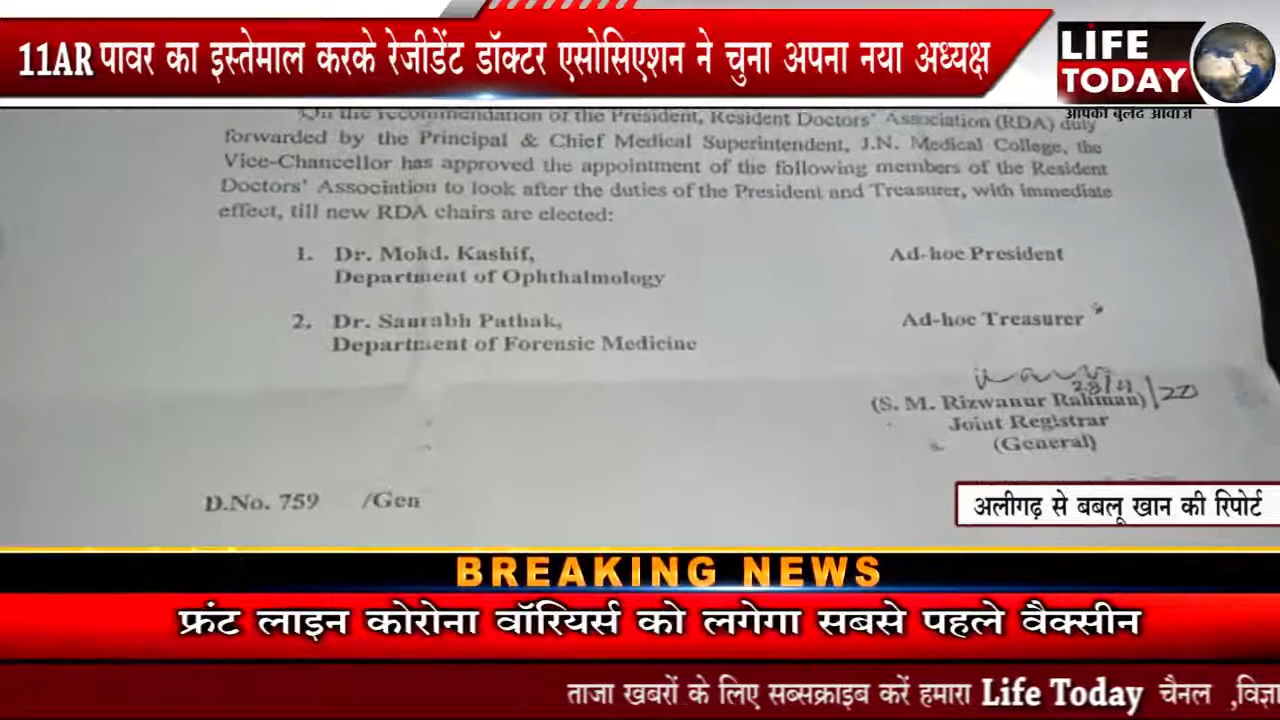 11AR पावर का इस्तेमाल करके रेजीडेंट डॉक्टर एसोसिएशन ने चुना अपना नया अध्यक्ष
LiFE
TODAY
आपकी बुलंद आवाज़
On the recommendation of the President, Resident Doctors' Association (RDA) duly
forwarded by the Principal & Chief Medical Superintendent, J.N. Medical College, the
Vice-Chancellor has approved the appointment of the following members of the Resident
Doctors' Association to look after the duties of the President and Treasurer, with immediate
effect, till new RDA chairs are elected:
1. Dr. Mohd. Kashif, Ad-hoc President
Department of Ophthalmology
2. Dr. Saurabh Pathak, Ad-hoc Treasurer
Department of Forensic Medicine
(S. M. Rizwanur Rahman)
Joint Registrar
(General)
D.No. 759 /Gen
अलीगढ़ से बबलू खान की रिपोर्ट
BREAKING NEWS
फ्रंट लाइन कोरोना वॉरियर्स को लगेगा सबसे पहले वैक्सीन
ताजा खबरों के लिए सब्सक्राइब करें हमारा Life Today चैनल ,विज्ञा